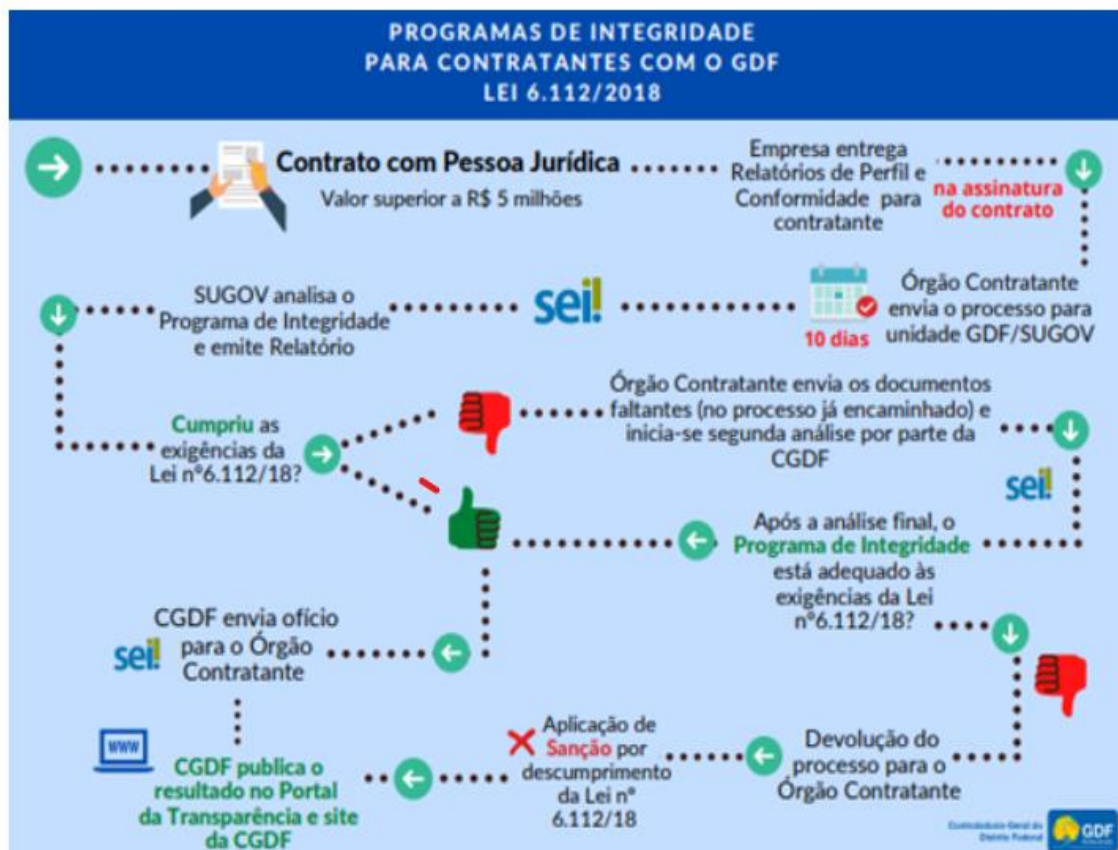 PROGRAMAS DE INTEGRIDADE
PARA CONTRATANTES COM O GDF
LEI 6.112/2018
Contrato com Pessoa Jurídica
Valor superior a R$ 5 milhões
Empresa entrega
Relatórios de Perfil e
Conformidade para
contratante
na assinatura
do contrato
Órgão Contratante
envia o processo para
unidade GDF/SUGOV
10 dias
sei!
SUGOV analisa o
Programa de Integridade
e emite Relatório
Cumpriu as
exigências da
Lei nº6.112/18?
Órgão Contratante envia os documentos
faltantes (no processo já encaminhado) e
inicia-se segunda análise por parte da
CGDF
sei!
Após a análise final, o
Programa de Integridade
está adequado às
exigências da Lei
nº6.112/18?
CGDF envia ofício
para o Órgão
Contratante
sei!
Devolução do
processo para o
Órgão Contratante
Aplicação de
Sanção por
descumprimento
da Lei nº
6.112/18
WWW
CGDF publica o
resultado no Portal
da Transparência e site
da CGDF
Controladoria-Geral do
Distrito Federal
GDF